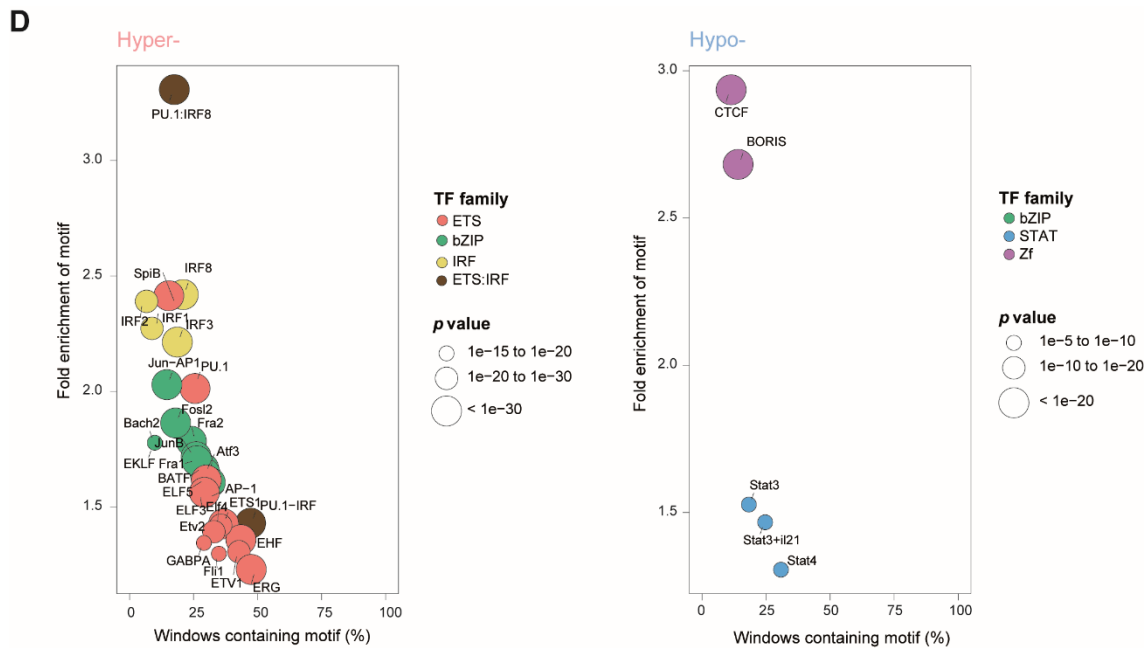 D
Hyper-
Fold enrichment of motif
3.0
2.5
2.0
1.5
PU.1:IRF8
SpiB
IRF8
IRF2
IRF1
IRF3
Jun−AP1
PU.1
Fosl2
Bach2
Fra2
JunB
Atf3
EKLF
Fra1
BATF
ELF5
AP−1
ELF3
Elf4
ETS1
PU.1−IRF
Etv2
EHF
GABPA
Fli1
ETV1
ERG
0
25
50
75
100
Windows containing motif (%)
TF family
ETS
bZIP
IRF
ETS:IRF
p value
1e−15 to 1e−20
1e−20 to 1e−30
< 1e−30
Hypo-
Fold enrichment of motif
3.0
2.5
2.0
1.5
CTCF
BORIS
Stat3
Stat3+il21
Stat4
0
25
50
75
100
Windows containing motif (%)
TF family
bZIP
STAT
Zf
p value
1e−5 to 1e−10
1e−10 to 1e−20
< 1e−20